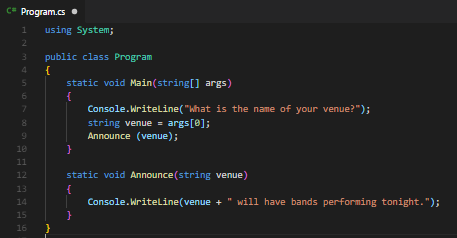 C# Program.cs ●
1 using System;
2
3 public class Program
4 {
5 static void Main(string[] args)
6 {
7 Console.WriteLine("What is the name of your venue?");
8 string venue = args[0];
9 Announce (venue);
10 }
11
12 static void Announce(string venue)
13 {
14 Console.WriteLine(venue + " will have bands performing tonight.");
15 }
16 }